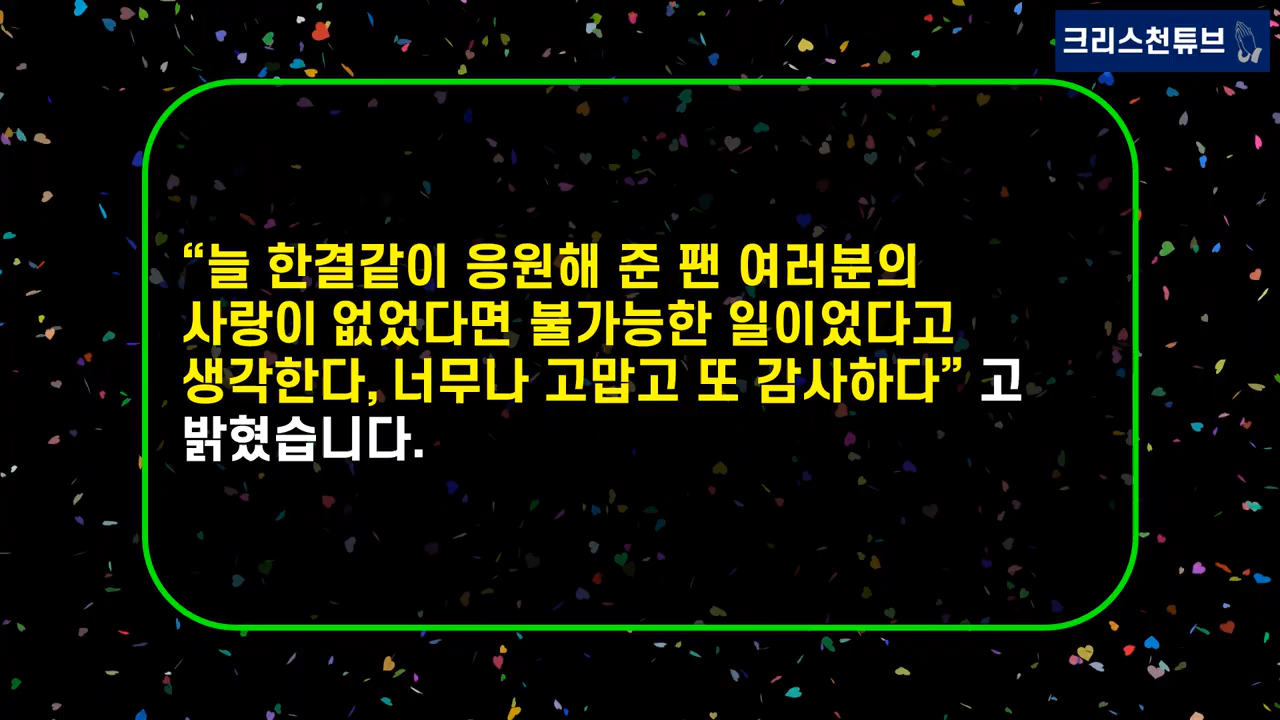 크리스천튜브
“늘 한결같이 응원해 준 팬 여러분의
사랑이 없었다면 불가능한 일이었다고
생각한다, 너무나 고맙고 또 감사하다” 고
밝혔습니다.